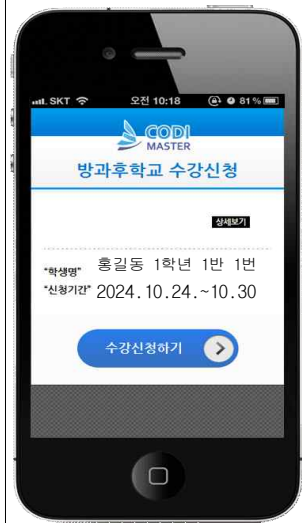 SKT 오전 10:18 81%
CODI
MASTER
방과후학교 수강신청
상세보기
"학생명" 홍길동 1학년 1반 1번
"신청기간" 2024.10.24.~10.30
수강신청하기